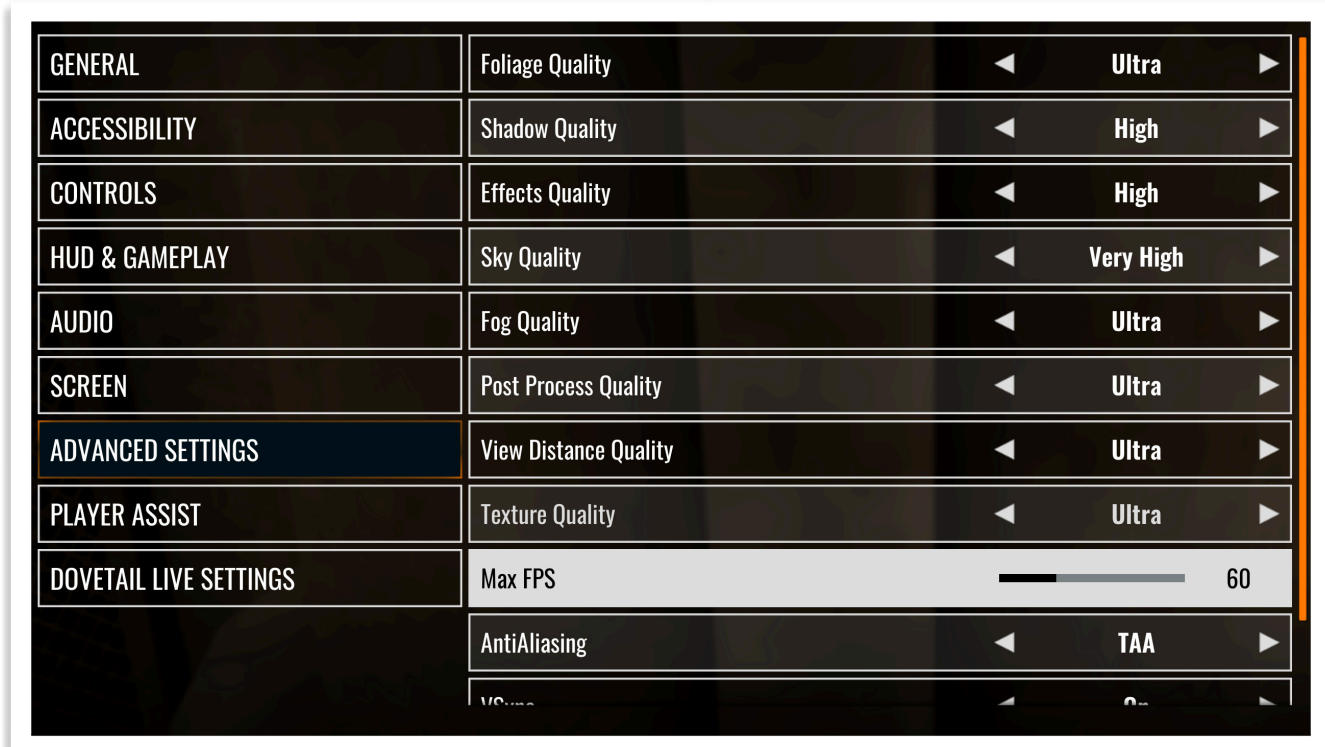 GENERAL
ACCESSIBILITY
CONTROLS
HUD & GAMEPLAY
AUDIO
SCREEN
ADVANCED SETTINGS
PLAYER ASSIST
DOVETAIL LIVE SETTINGS
Foliage Quality Ultra
Shadow Quality High
Effects Quality High
Sky Quality Very High
Fog Quality Ultra
Post Process Quality Ultra
View Distance Quality Ultra
Texture Quality Ultra
Max FPS 60
AntiAliasing TAA
VSync On